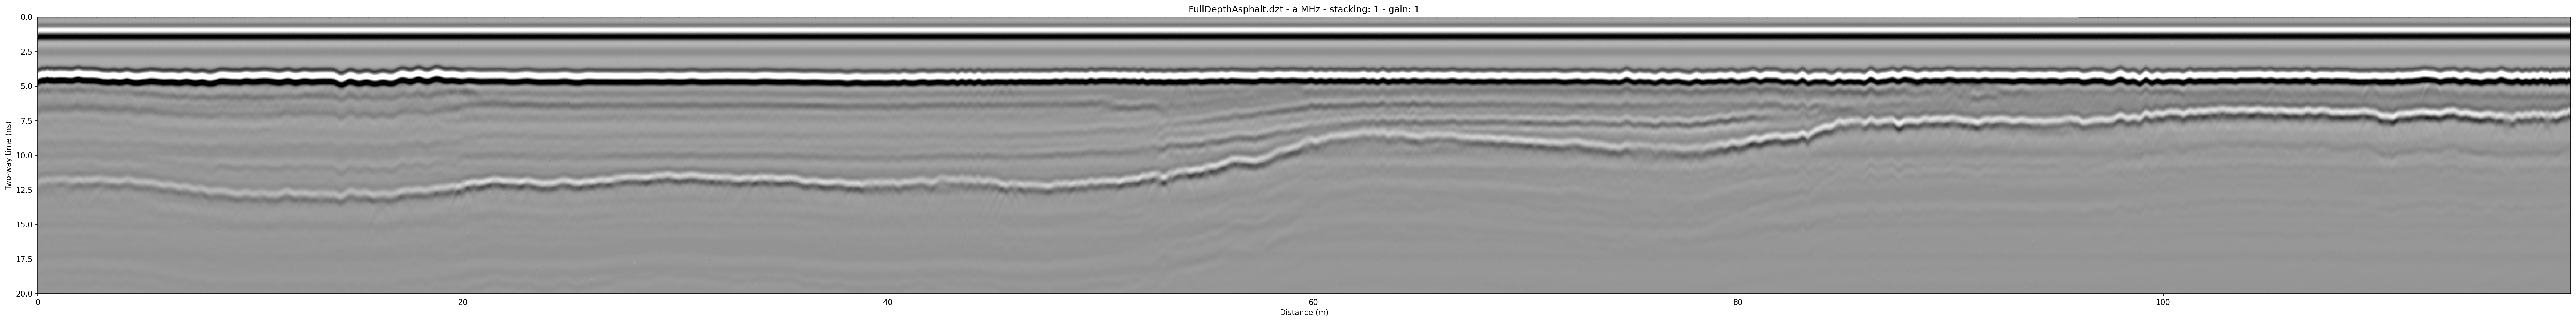 FullDepthAsphalt.dzt - a MHz - stacking: 1 - gain: 1
0.0
2.5
5.0
7.5
10.0
12.5
15.0
17.5
20.0
Two-way time (ns)
0 20 40 60 80 100
Distance (m)